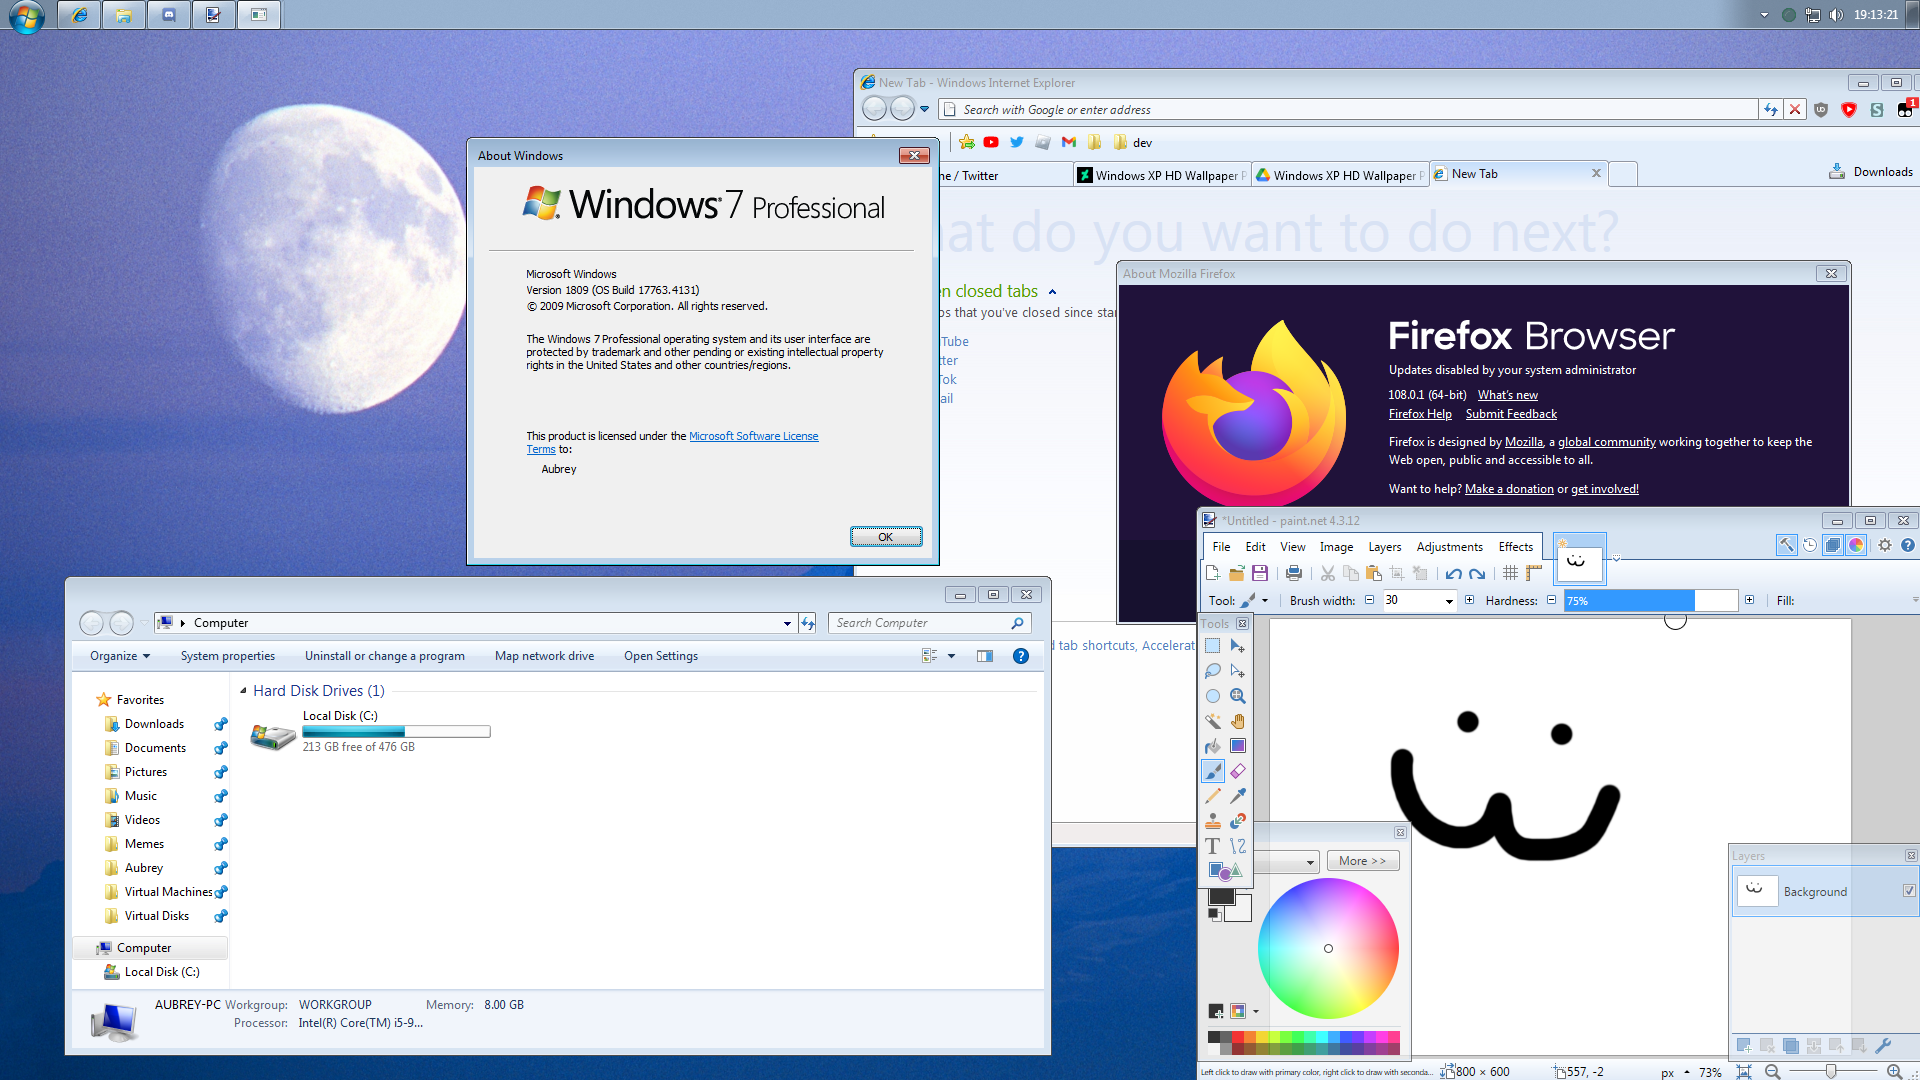 19:13:21
New Tab - Windows Internet Explorer
Search with Google or enter address
1
dev
ne / Twitter
Windows XP HD Wallpaper P
Windows XP HD Wallpaper P
New Tab
Downloads
at do you want to do next?
en closed tabs
bs that you've closed since star
Tube
tter
Tok
ail
d tab shortcuts, Accelerat
About Windows
Windows 7 Professional
Microsoft Windows
Version 1809 (OS Build 17763.4131)
© 2009 Microsoft Corporation. All rights reserved.
The Windows 7 Professional operating system and its user interface are
protected by trademark and other pending or existing intellectual property
rights in the United States and other countries/regions.
This product is licensed under the Microsoft Software License
Terms to:
Aubrey
OK
About Mozilla Firefox
Firefox Browser
Updates disabled by your system administrator
108.0.1 (64-bit) What's new
Firefox Help Submit Feedback
Firefox is designed by Mozilla, a global community working together to keep the
Web open, public and accessible to all.
Want to help? Make a donation or get involved!
Computer
Search Computer
Organize
System properties
Uninstall or change a program
Map network drive
Open Settings
Favorites
Downloads
Documents
Pictures
Music
Videos
Memes
Aubrey
Virtual Machines
Virtual Disks
Computer
Local Disk (C:)
Hard Disk Drives (1)
Local Disk (C:)
213 GB free of 476 GB
AUBREY-PC Workgroup: WORKGROUP Memory: 8.00 GB
Processor: Intel(R) Core(TM) i5-9...
*Untitled - paint.net 4.3.12
File Edit View Image Layers Adjustments Effects
Tool: Brush width: 30 Hardness: 75% Fill:
Tools
More >>
Layers
Background
Left click to draw with primary color, right click to draw with seconda...
800 × 600
557, -2
px
73%